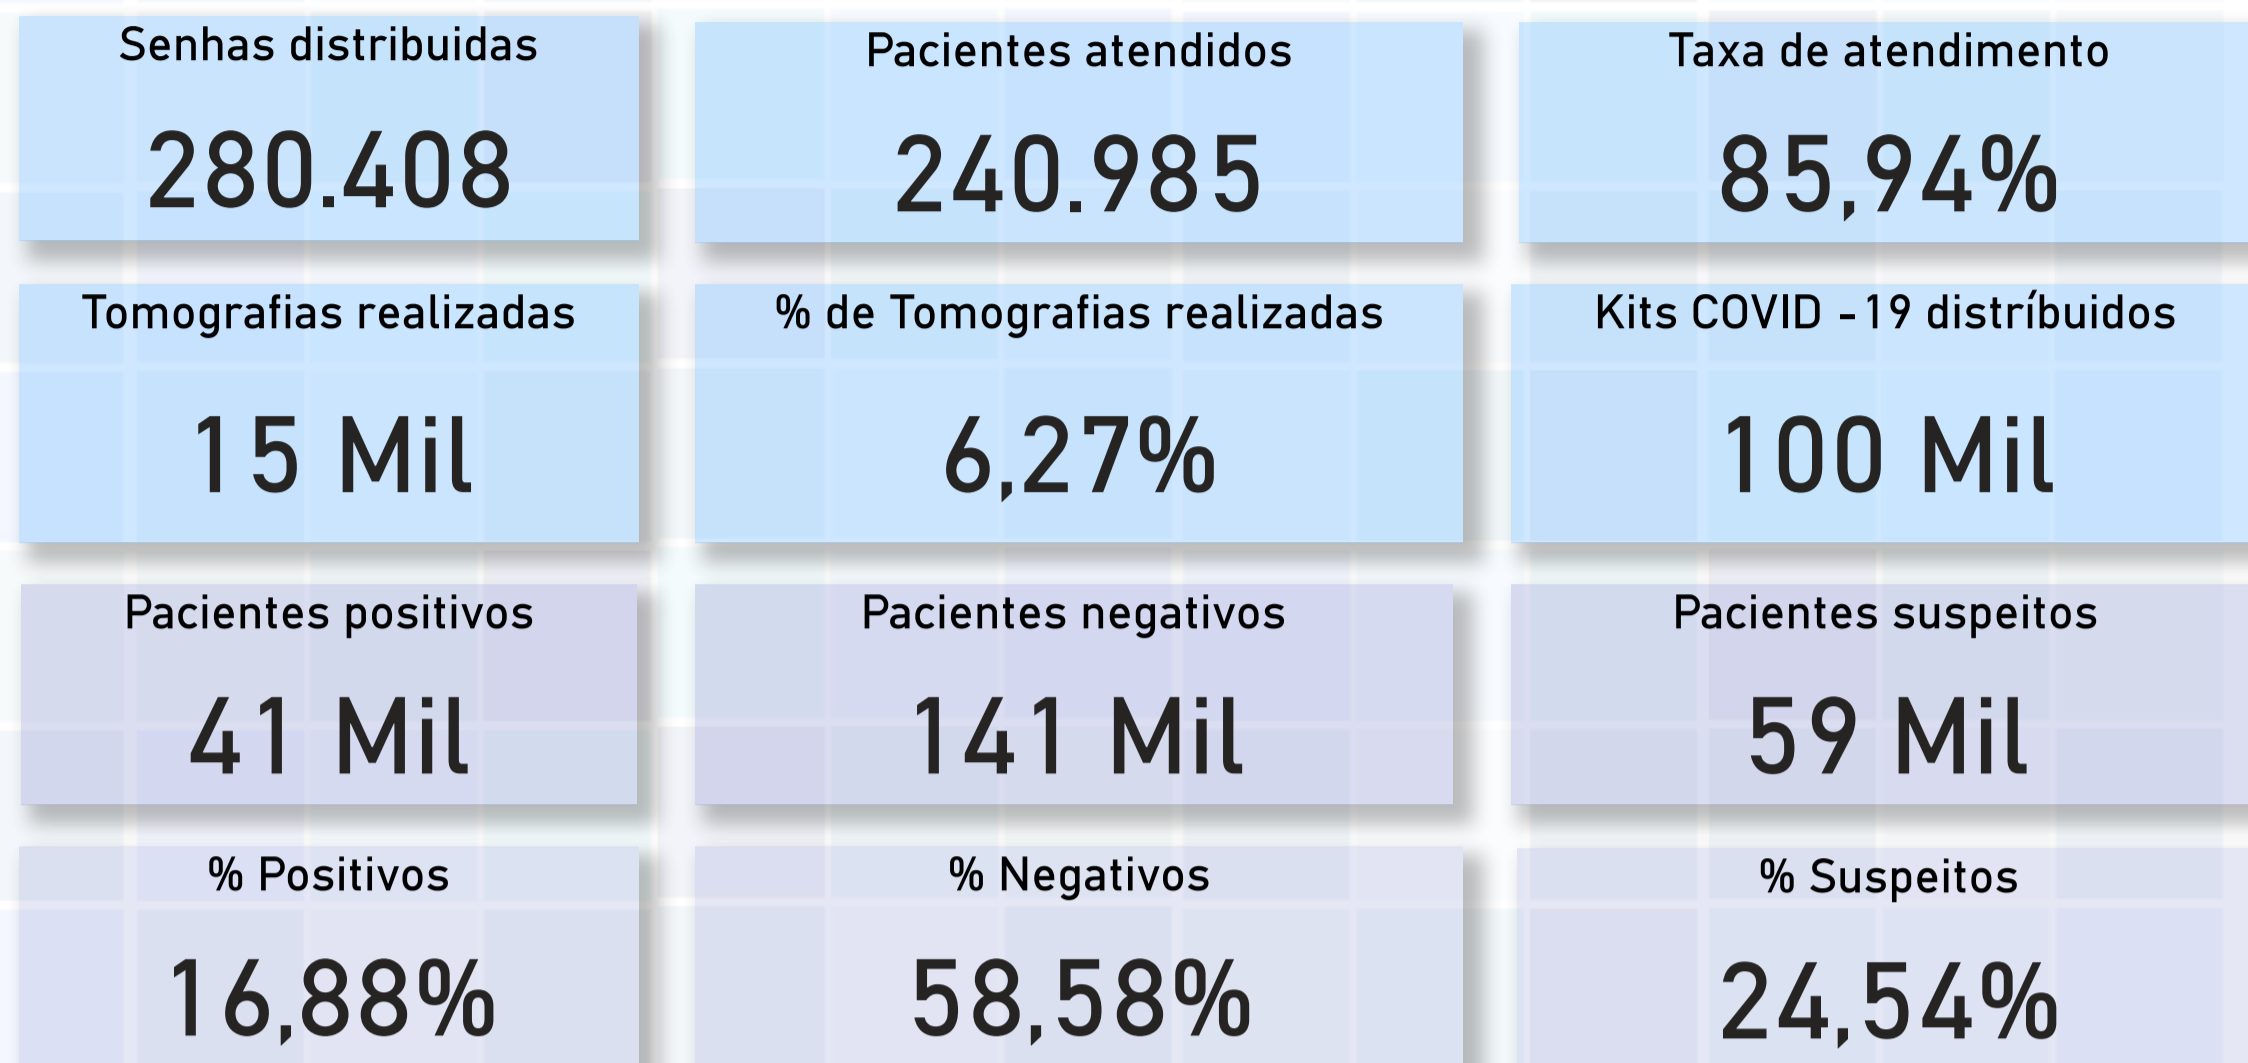 Senhas distribuidas
280.408
Pacientes atendidos
240.985
Taxa de atendimento
85,94%
Tomografias realizadas
15 Mil
% de Tomografias realizadas
6,27%
Kits COVID -19 distríbuidos
100 Mil
Pacientes positivos
41 Mil
Pacientes negativos
141 Mil
Pacientes suspeitos
59 Mil
% Positivos
16,88%
% Negativos
58,58%
% Suspeitos
24,54%